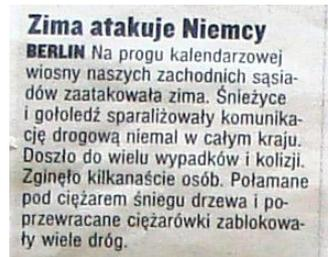 Zima atakuje Niemcy
BERLIN Na progu kalendarzowej
wiosny naszych zachodnich sąsia-
dów zaatakowała zima. Śnieżyce
i gołoledź sparaliżowały komunika-
cję drogową niemal w całym kraju.
Doszło do wielu wypadków i kolizji.
Zginęło kilkanaście osób. Połamane
pod ciężarem śniegu drzewa i po-
przewracane ciężarówki zablokowa-
ły wiele dróg.